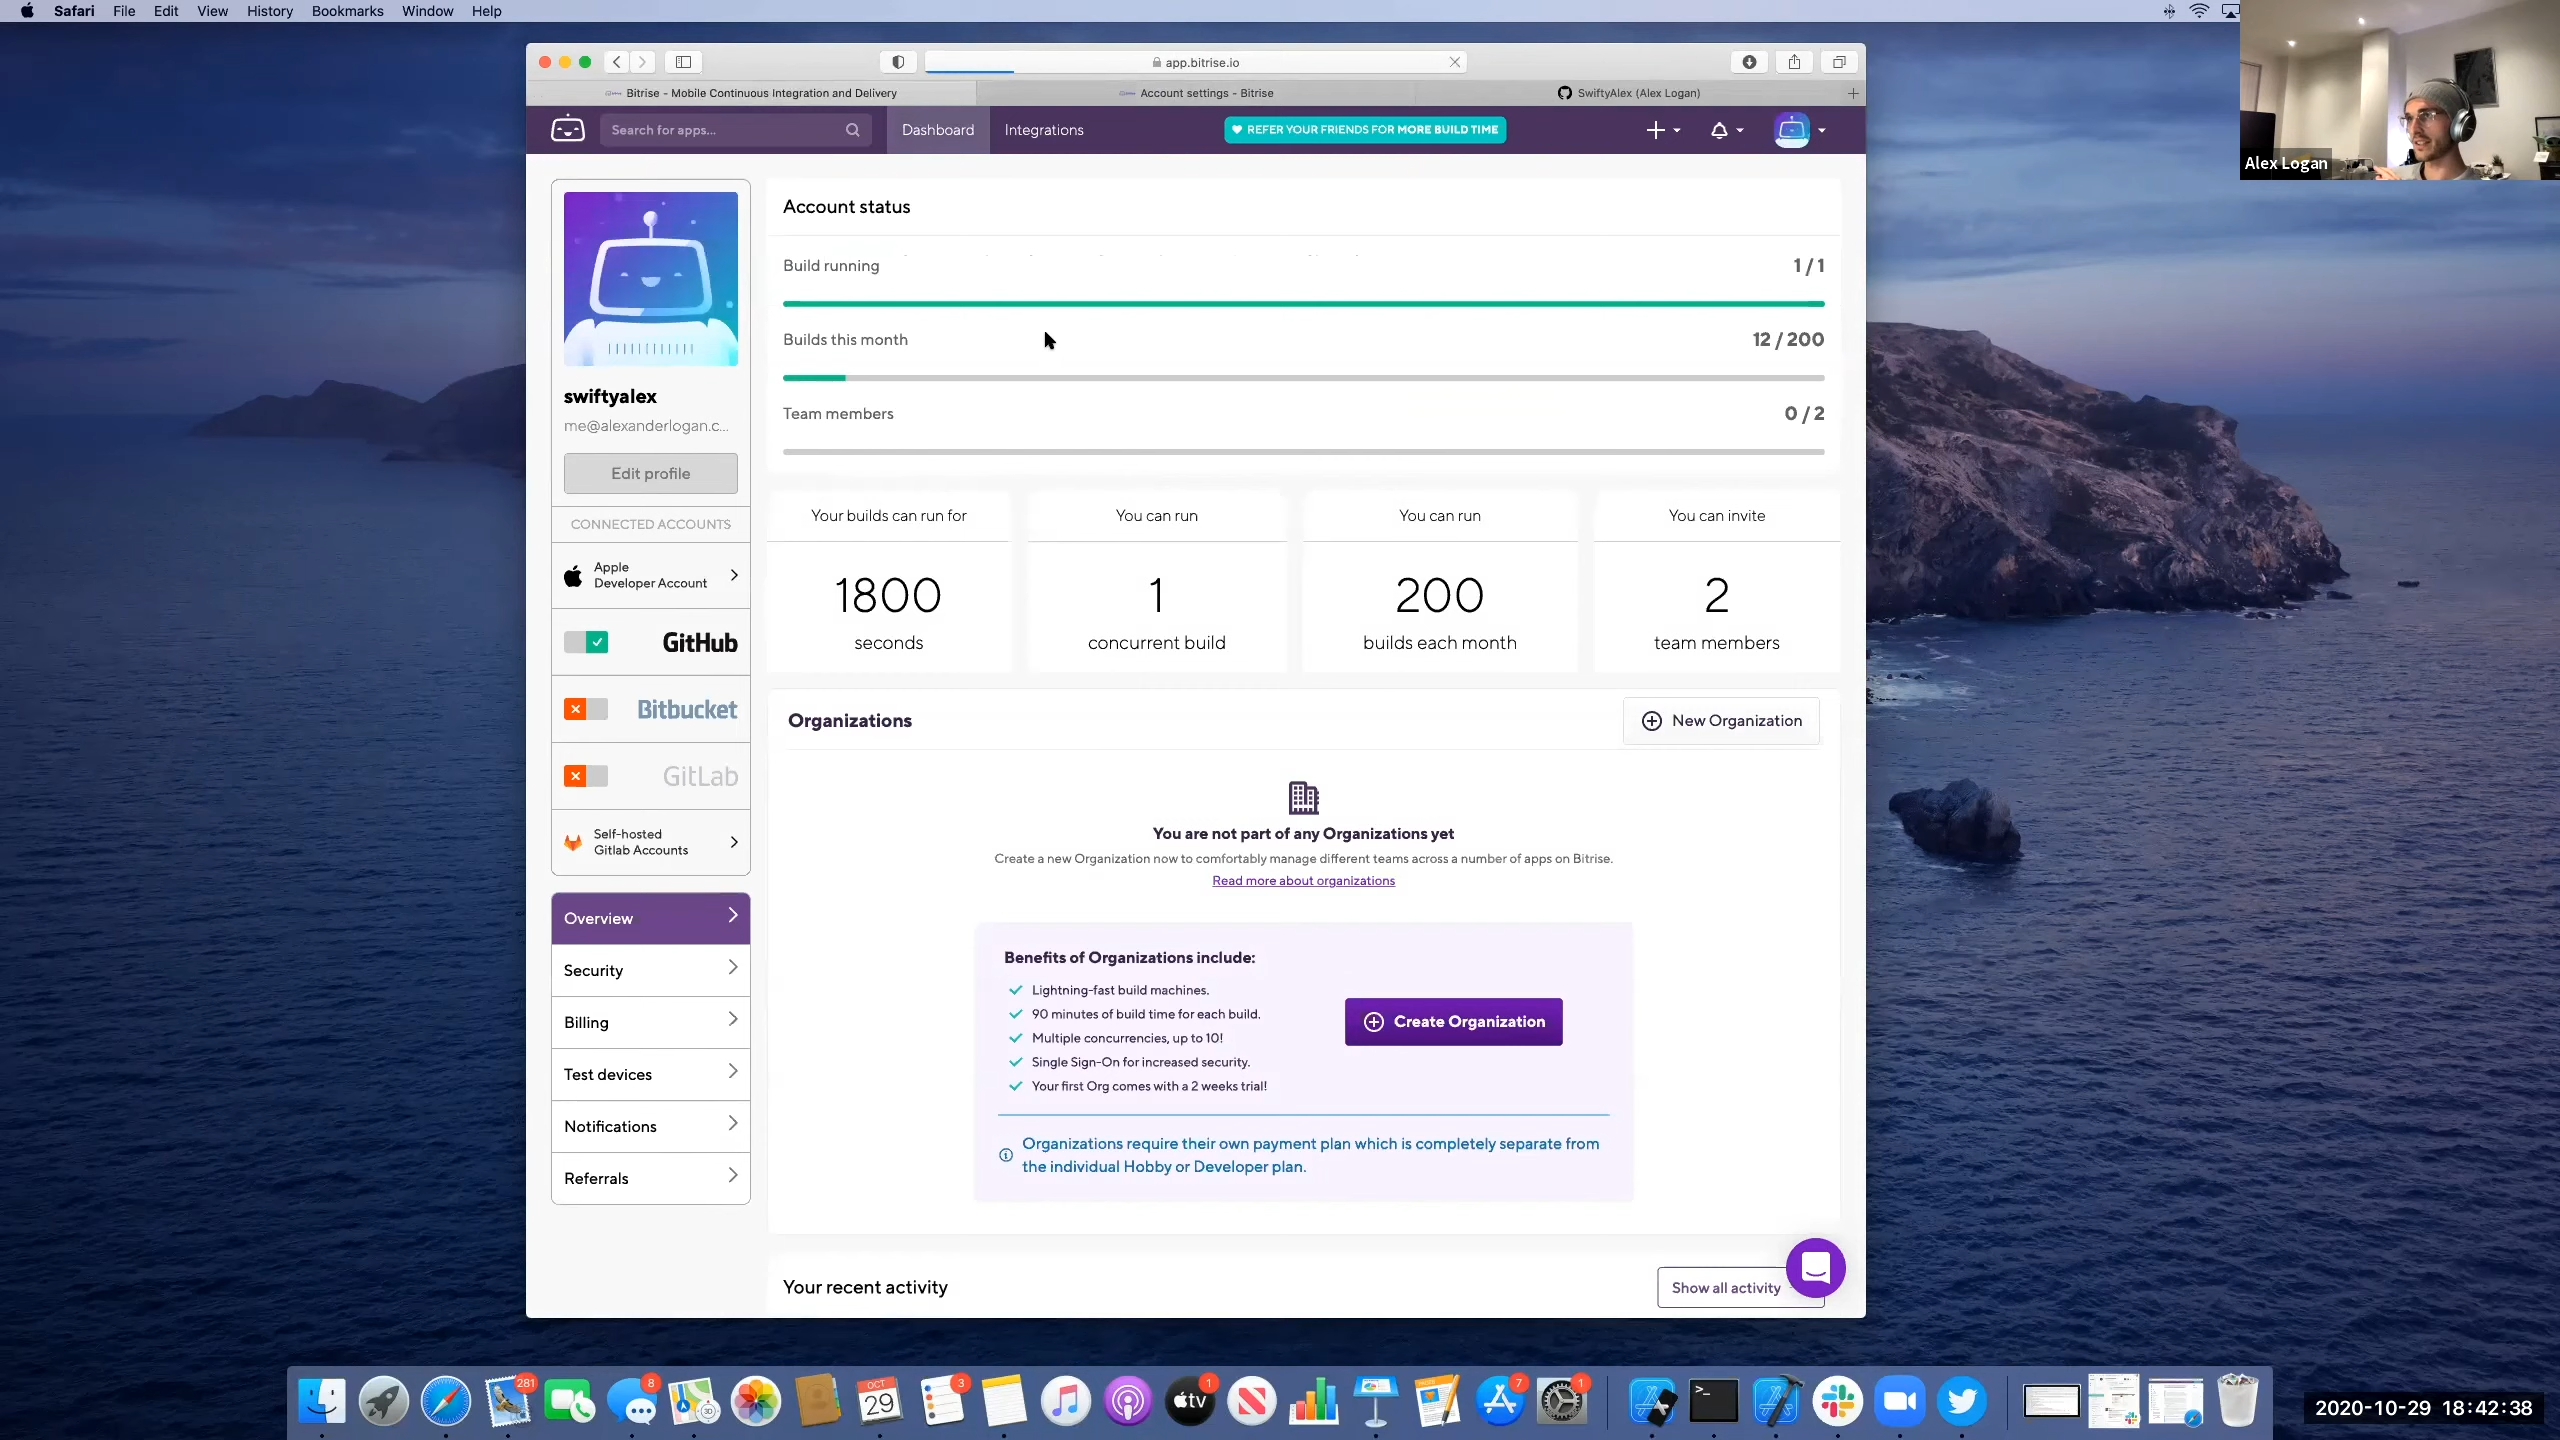 Safari File Edit View History Bookmarks Window Help
app.bitrise.io
Bitrise - Mobile Continuous Integration and Delivery
Account settings - Bitrise
SwiftyAlex (Alex Logan)
Search for apps...
Dashboard
Integrations
REFER YOUR FRIENDS FOR MORE BUILD TIME
Alex Logan
swiftyalex
me@alexanderlogan.c...
Edit profile
CONNECTED ACCOUNTS
Apple
Developer Account
GitHub
Bitbucket
GitLab
Self-hosted
Gitlab Accounts
Overview
Security
Billing
Test devices
Notifications
Referrals
Account status
Build running 1 / 1
Builds this month 12 / 200
Team members 0 / 2
Your builds can run for
1800
seconds
You can run
1
concurrent build
You can run
200
builds each month
You can invite
2
team members
Organizations
New Organization
You are not part of any Organizations yet
Create a new Organization now to comfortably manage different teams across a number of apps on Bitrise.
Read more about organizations
Benefits of Organizations include:
Lightning-fast build machines.
90 minutes of build time for each build.
Multiple concurrencies, up to 10!
Single Sign-On for increased security.
Your first Org comes with a 2 weeks trial!
Create Organization
Organizations require their own payment plan which is completely separate from
the individual Hobby or Developer plan.
Your recent activity
Show all activity
281
8
3D
OCT
29
3
tv
1
7
1
>_
2020-10-29 18:42:38